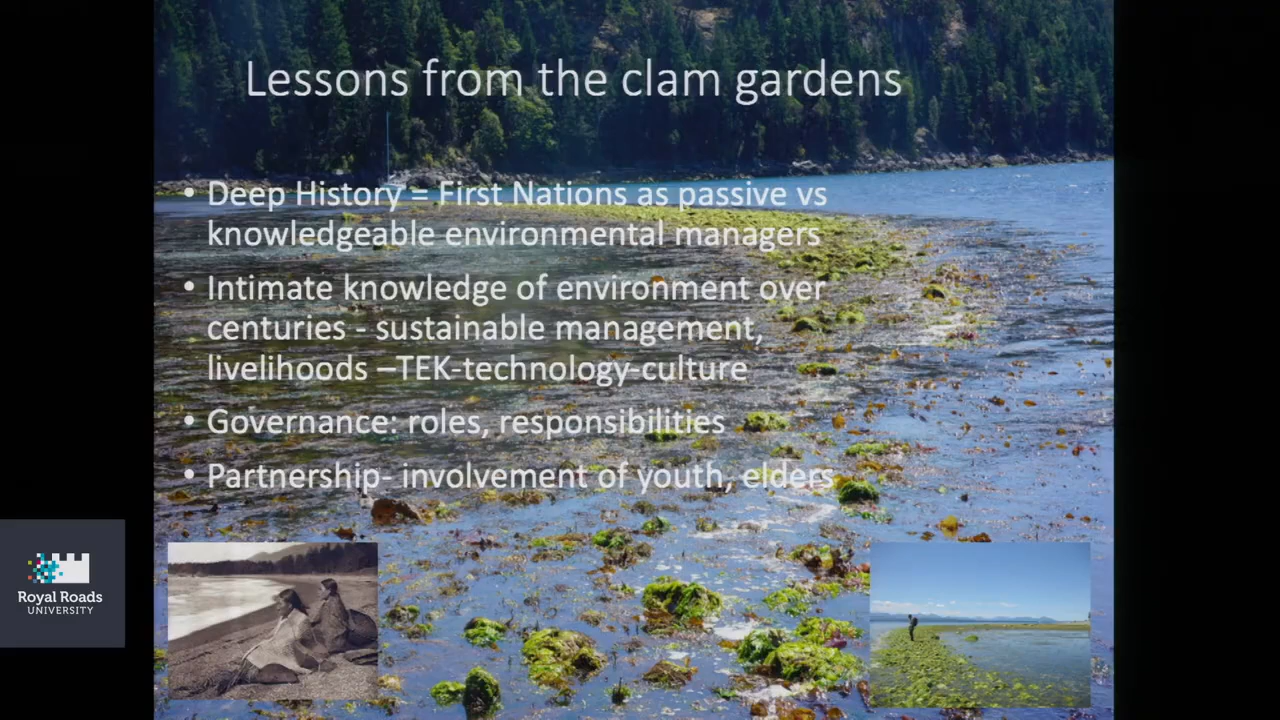 Lessons from the clam gardens
• Deep History = First Nations as passive vs
knowledgeable environmental managers
• Intimate knowledge of environment over
centuries - sustainable management,
livelihoods –TEK-technology-culture
• Governance: roles, responsibilities
• Partnership- involvement of youth, elders
Royal Roads
UNIVERSITY